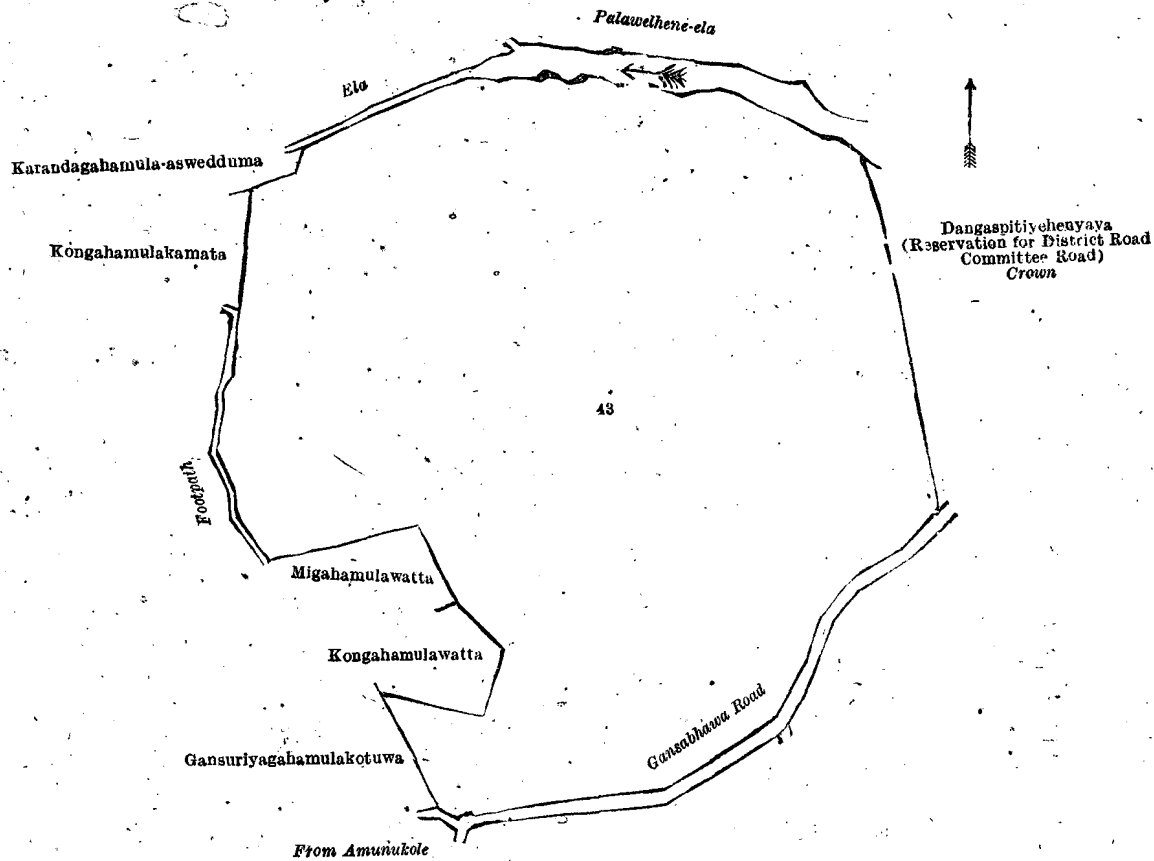 Palawelhene-ela
Ela
Karandagahamula-aswedduma
Kongahamulakamata
Dangaspitiyehenyaya
(Reservation for District Road
Committee Road)
Crown
43
Footpath
Migahamulawatta
Kongahamulawatta
Gansabhawa Road
Gansuriyagahamulakotuwa
From Amunukole